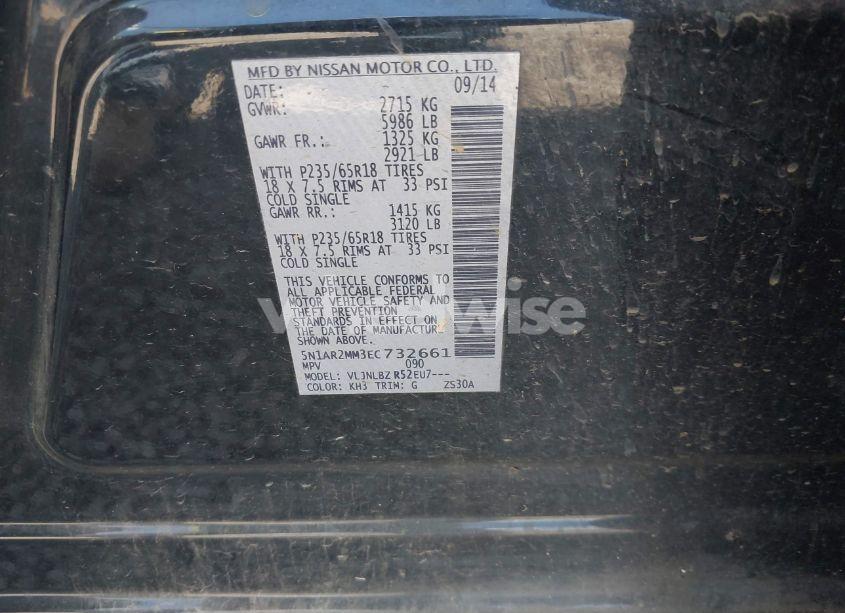 MFD BY NISSAN MOTOR CO., LTD.
DATE: 09/14
GVWR: 2715 KG
5986 LB
GAWR FR.: 1325 KG
2921 LB
WITH P235/65R18 TIRES
18 X 7.5 RIMS AT 33 PSI
COLD SINGLE
GAWR RR.: 1415 KG
3120 LB
WITH P235/65R18 TIRES
18 X 7.5 RIMS AT 33 PSI
COLD SINGLE
THIS VEHICLE CONFORMS TO
ALL APPLICABLE FEDERAL
MOTOR VEHICLE SAFETY AND
THEFT PREVENTION
STANDARDS IN EFFECT ON
THE DATE OF MANUFACTURE
SHOWN ABOVE.
5N1AR2MM3EC732661
MPV 090
MODEL: VL3NLBZ R52EU7---
COLOR: KH3 TRIM: G ZS30A